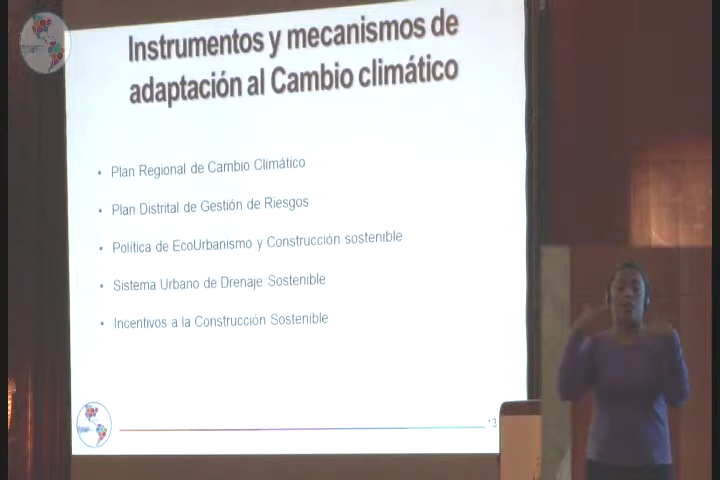 Instrumentos y mecanismos de
adaptación al Cambio climático
• Plan Regional de Cambio Climático
• Plan Distrital de Gestión de Riesgos
• Política de EcoUrbanismo y Construcción sostenible
• Sistema Urbano de Drenaje Sostenible
• Incentivos a la Construcción Sostenible
13